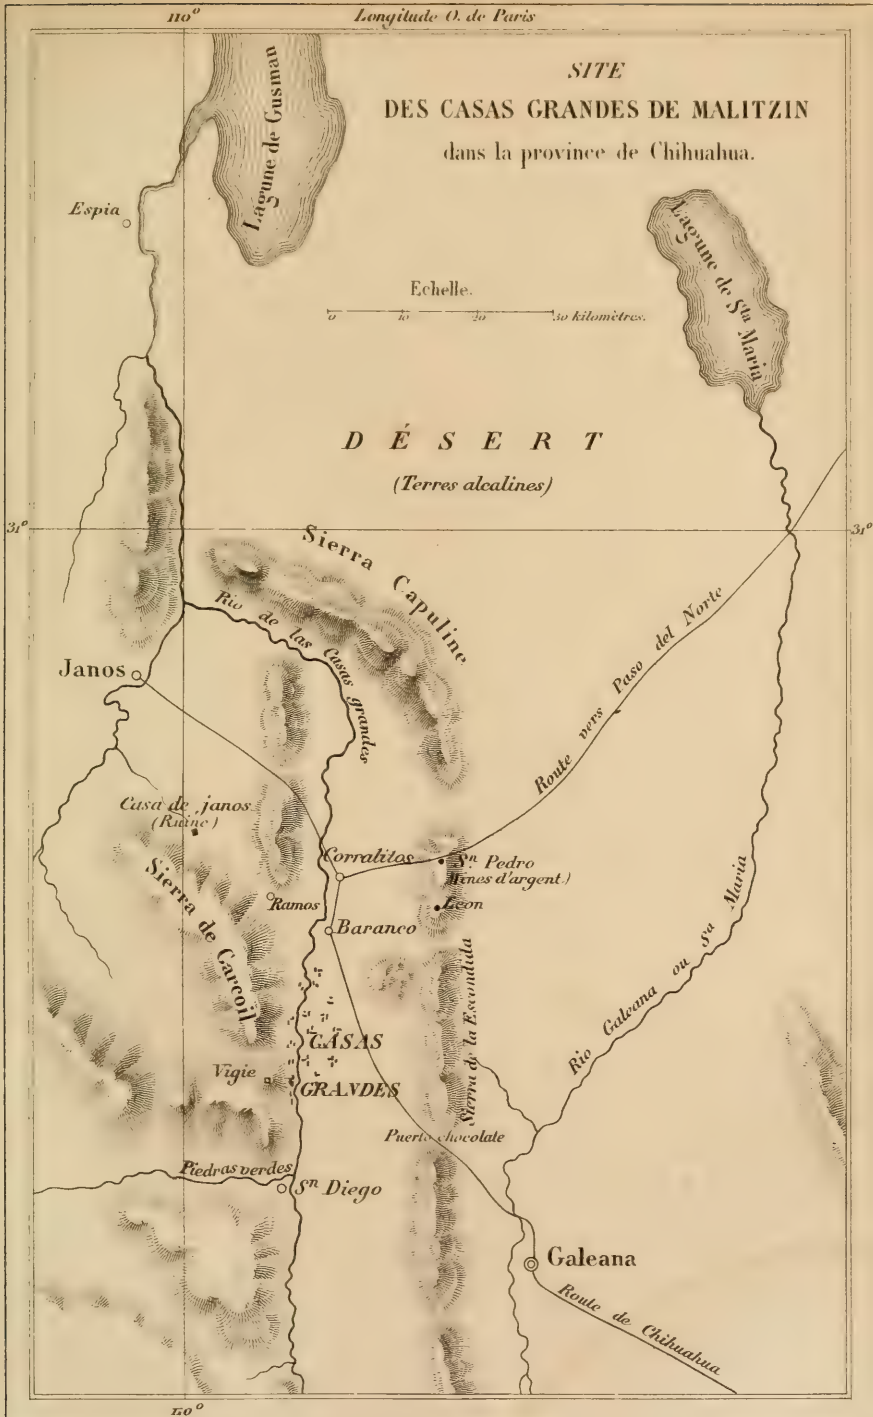 110°
Longitude O. de Paris
SITE
DES CASAS GRANDES DE MALITZIN
dans la province de Chihuahua.
Lagune de Gusman
Espia
Lagune de Sta Maria
Echelle.
0 10 20 30 kilomètres.
DÉSERT
(Terres alcalines)
31°
31°
Sierra Capuline
Rio de las Casas grandes
Janos
Route vers Paso del Norte
Casa de janos
(Ruine)
Corralitos
Sn. Pedro
Mines d'argent.)
Sierra de Carcoil
Ramos
Leon
Baranco
Rio Galeana ou Sa Maria
Sierra de la Escondida
CASAS
GRANDES
Vigie
Puerto chocolate
Piedras verdes
Sn Diego
Galeana
Route de Chihuahua
110°